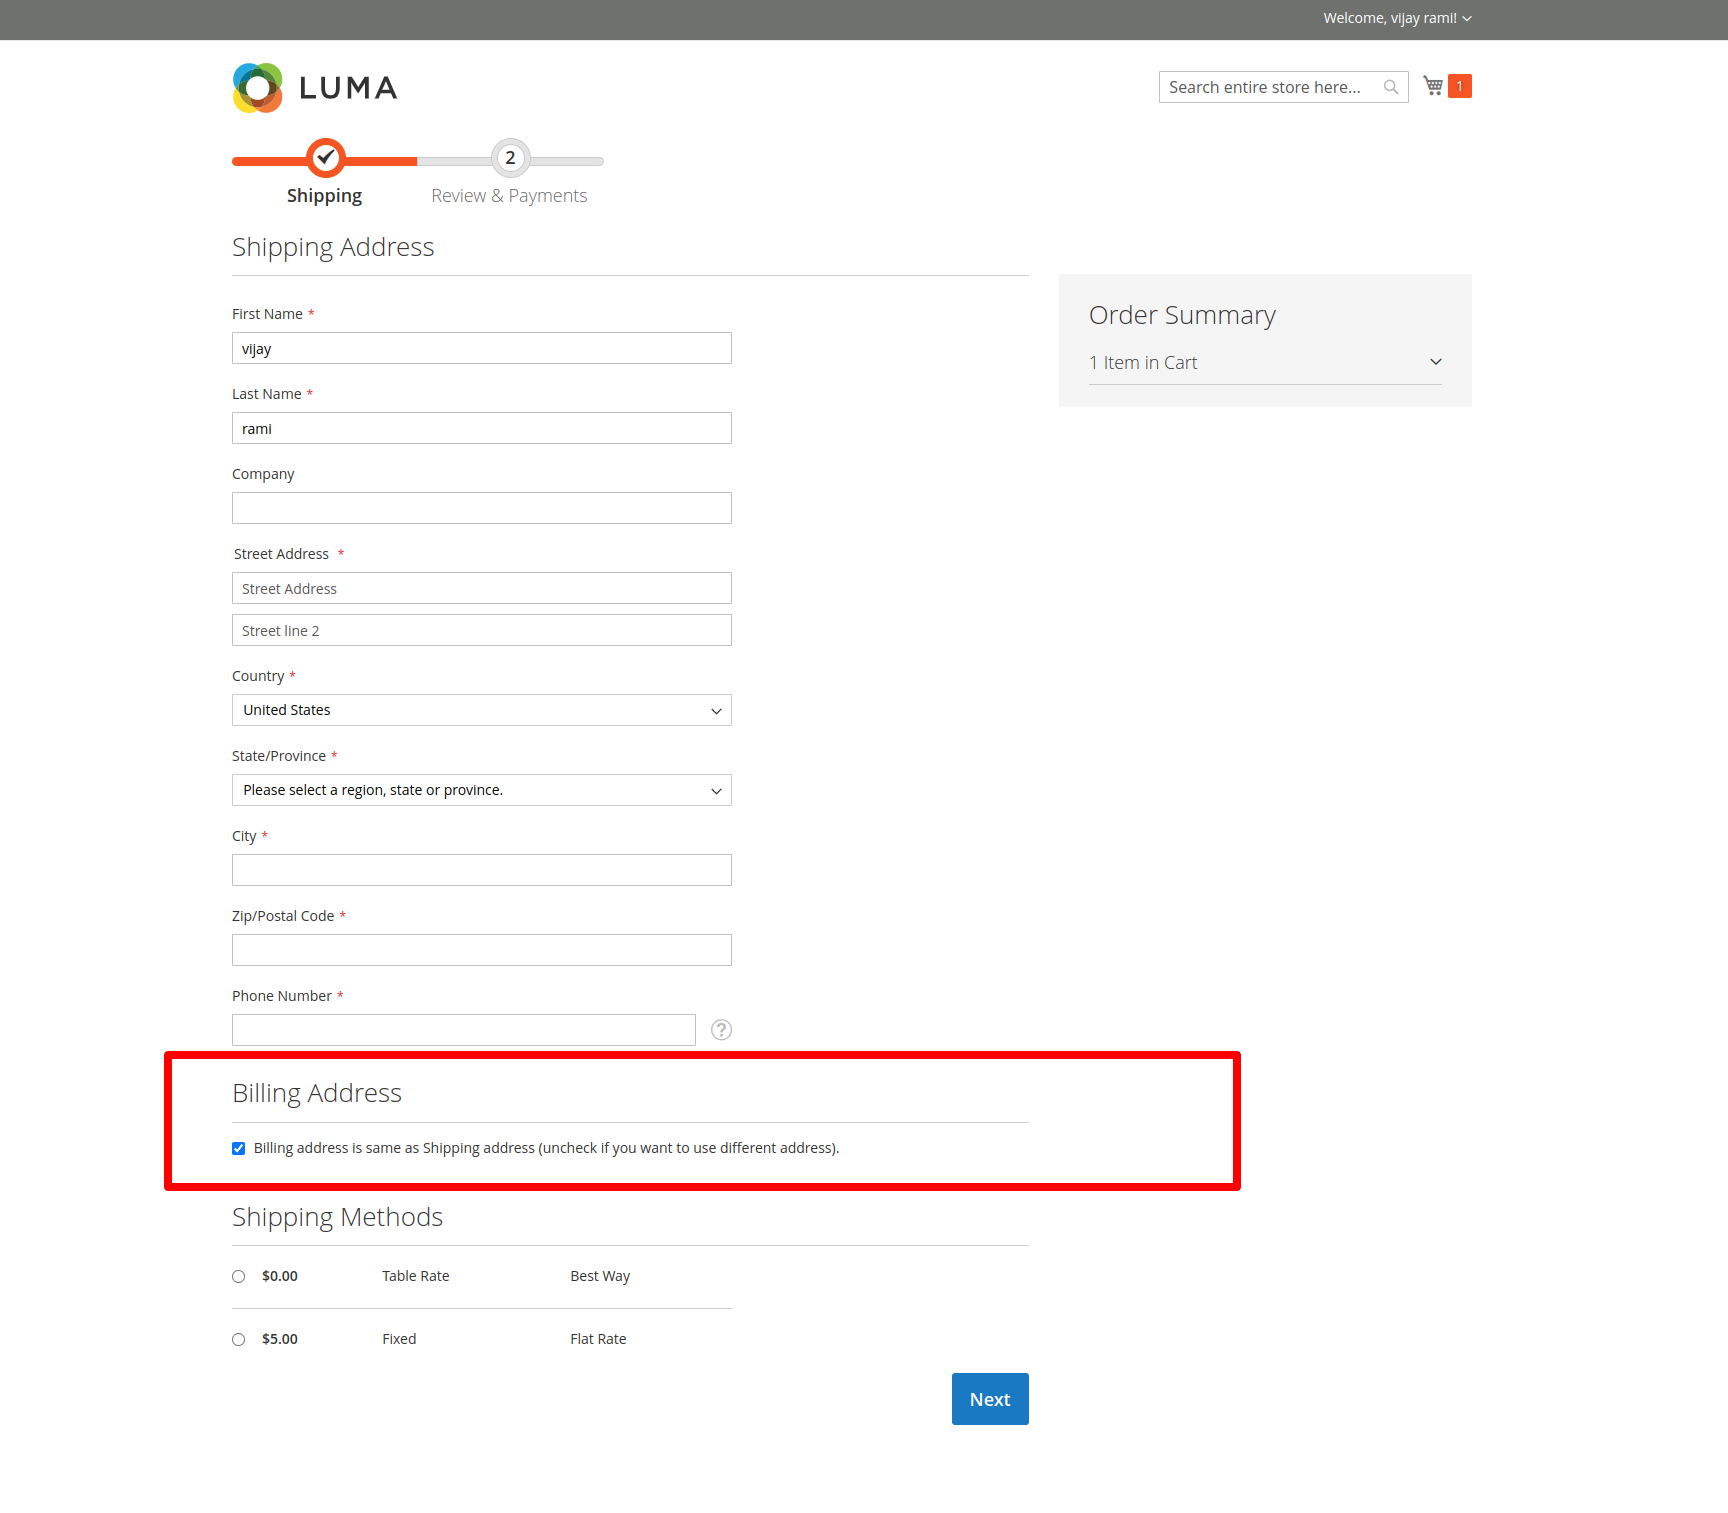 Welcome, vijay rami!
LUMA
Search entire store here...
1
2
Shipping
Review & Payments
Shipping Address
Order Summary
1 Item in Cart
First Name *
vijay
Last Name *
rami
Company
Street Address *
Street Address
Street line 2
Country *
United States
State/Province *
Please select a region, state or province.
City *
Zip/Postal Code *
Phone Number *
?
Billing Address
Billing address is same as Shipping address (uncheck if you want to use different address).
Shipping Methods
$0.00 Table Rate Best Way
$5.00 Fixed Flat Rate
Next